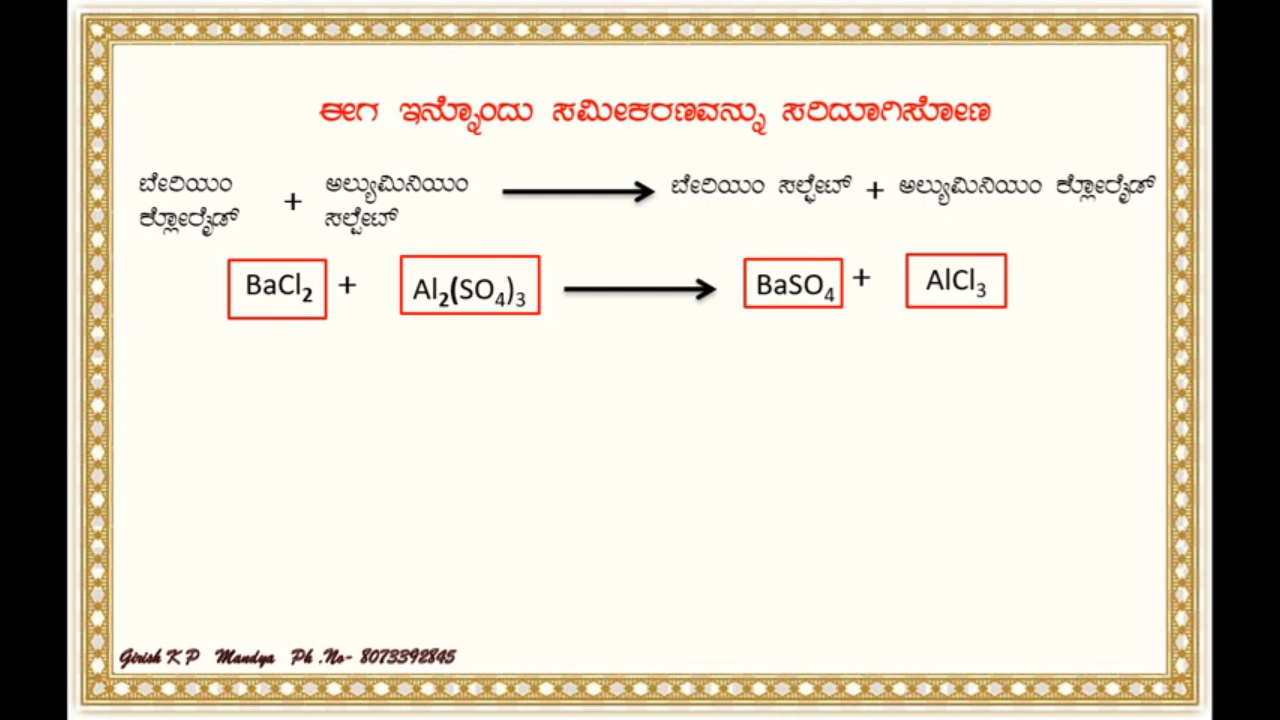 ಈಗ ಇನ್ನೊಂದು ಸಮೀಕರಣವನ್ನು ಸರಿದೂಗಿಸೋಣ
ಬೇರಿಯಂ ಕ್ಲೋರೈಡ್ + ಅಲ್ಯುಮಿನಿಯಂ ಸಲ್ಪೇಟ್ → ಬೇರಿಯಂ ಸಲ್ಫೇಟ್ + ಅಲ್ಯುಮಿನಿಯಂ ಕ್ಲೋರೈಡ್
BaCl₂ + Al₂(SO₄)₃ → BaSO₄ + AlCl₃
Girish K P Mandya Ph .No- 8073392845